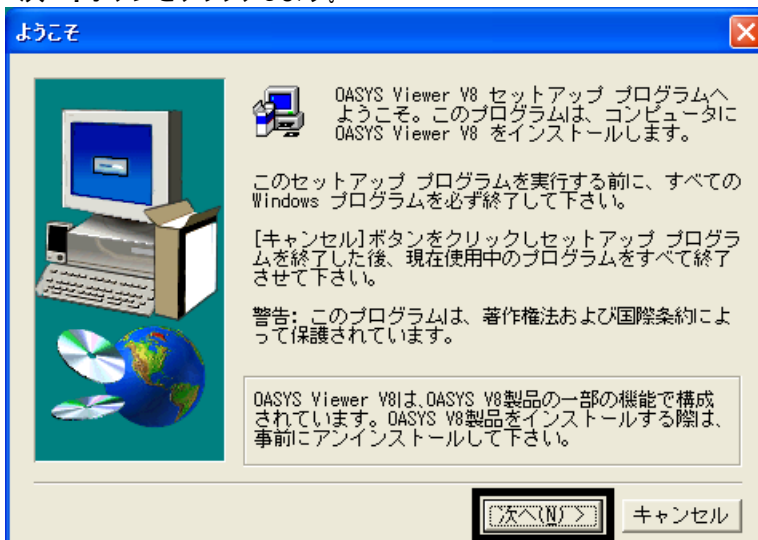 ようこそ
OASYS Viewer V8 セットアップ プログラムへ
ようこそ。このプログラムは、コンピュータに
OASYS Viewer V8 をインストールします。
このセットアップ プログラムを実行する前に、すべての
Windows プログラムを必ず終了して下さい。
[キャンセル]ボタンをクリックしセットアップ プログラ
ムを終了した後、現在使用中のプログラムをすべて終了
させて下さい。
警告: このプログラムは、著作権法および国際条約によ
って保護されています。
OASYS Viewer V8は、OASYS V8製品の一部の機能で構成
されています。OASYS V8製品をインストールする際は、
事前にアンインストールして下さい。
次へ(N) >
キャンセル